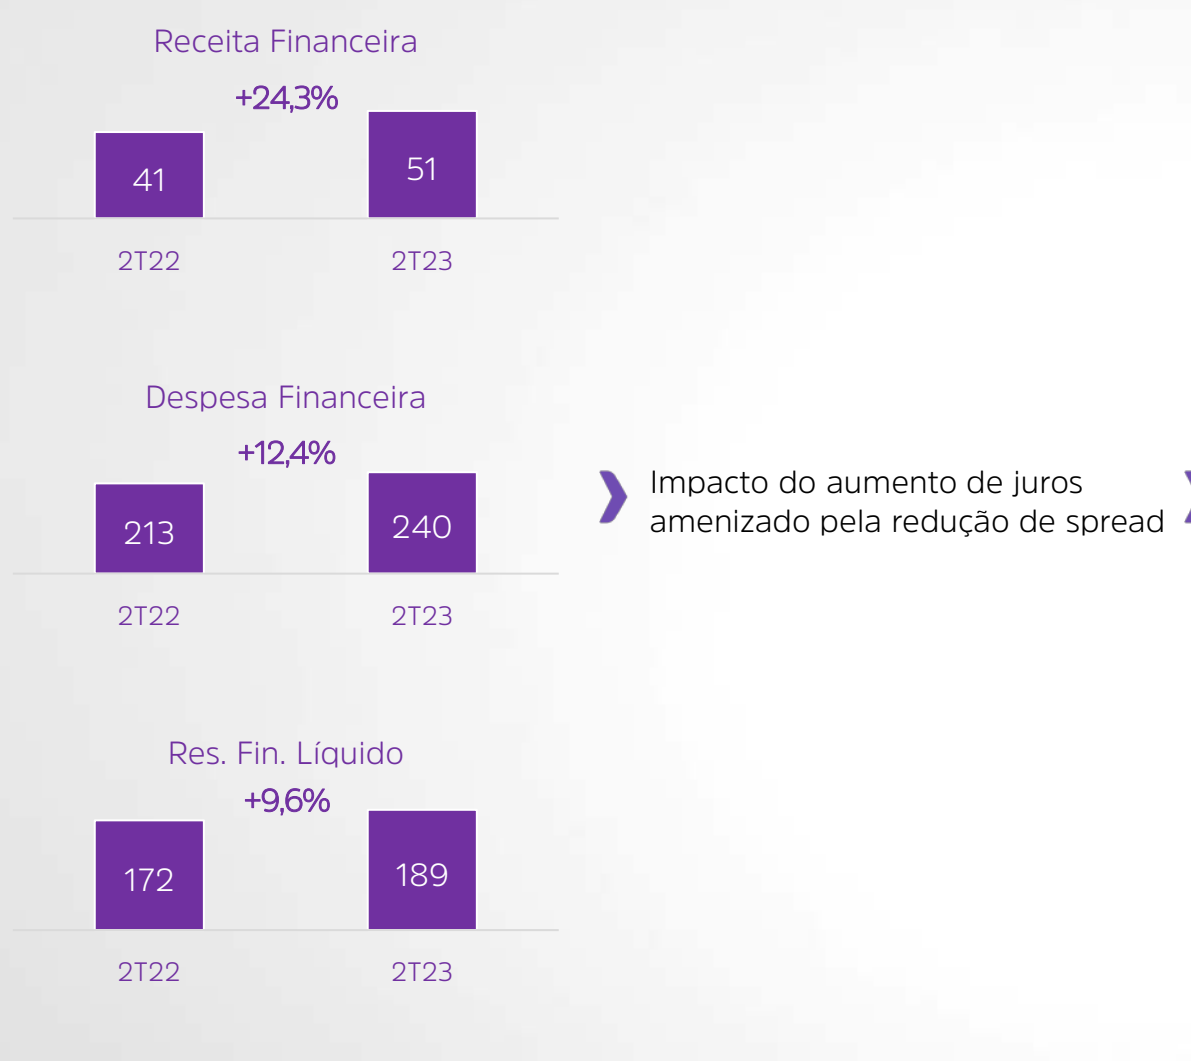 Receita Financeira
+24,3%
41
51
2T22
2T23
Despesa Financeira
+12,4%
213
240
2T22
2T23
Impacto do aumento de juros
amenizado pela redução de spread
Res. Fin. Líquido
+9,6%
172
189
2T22
2T23